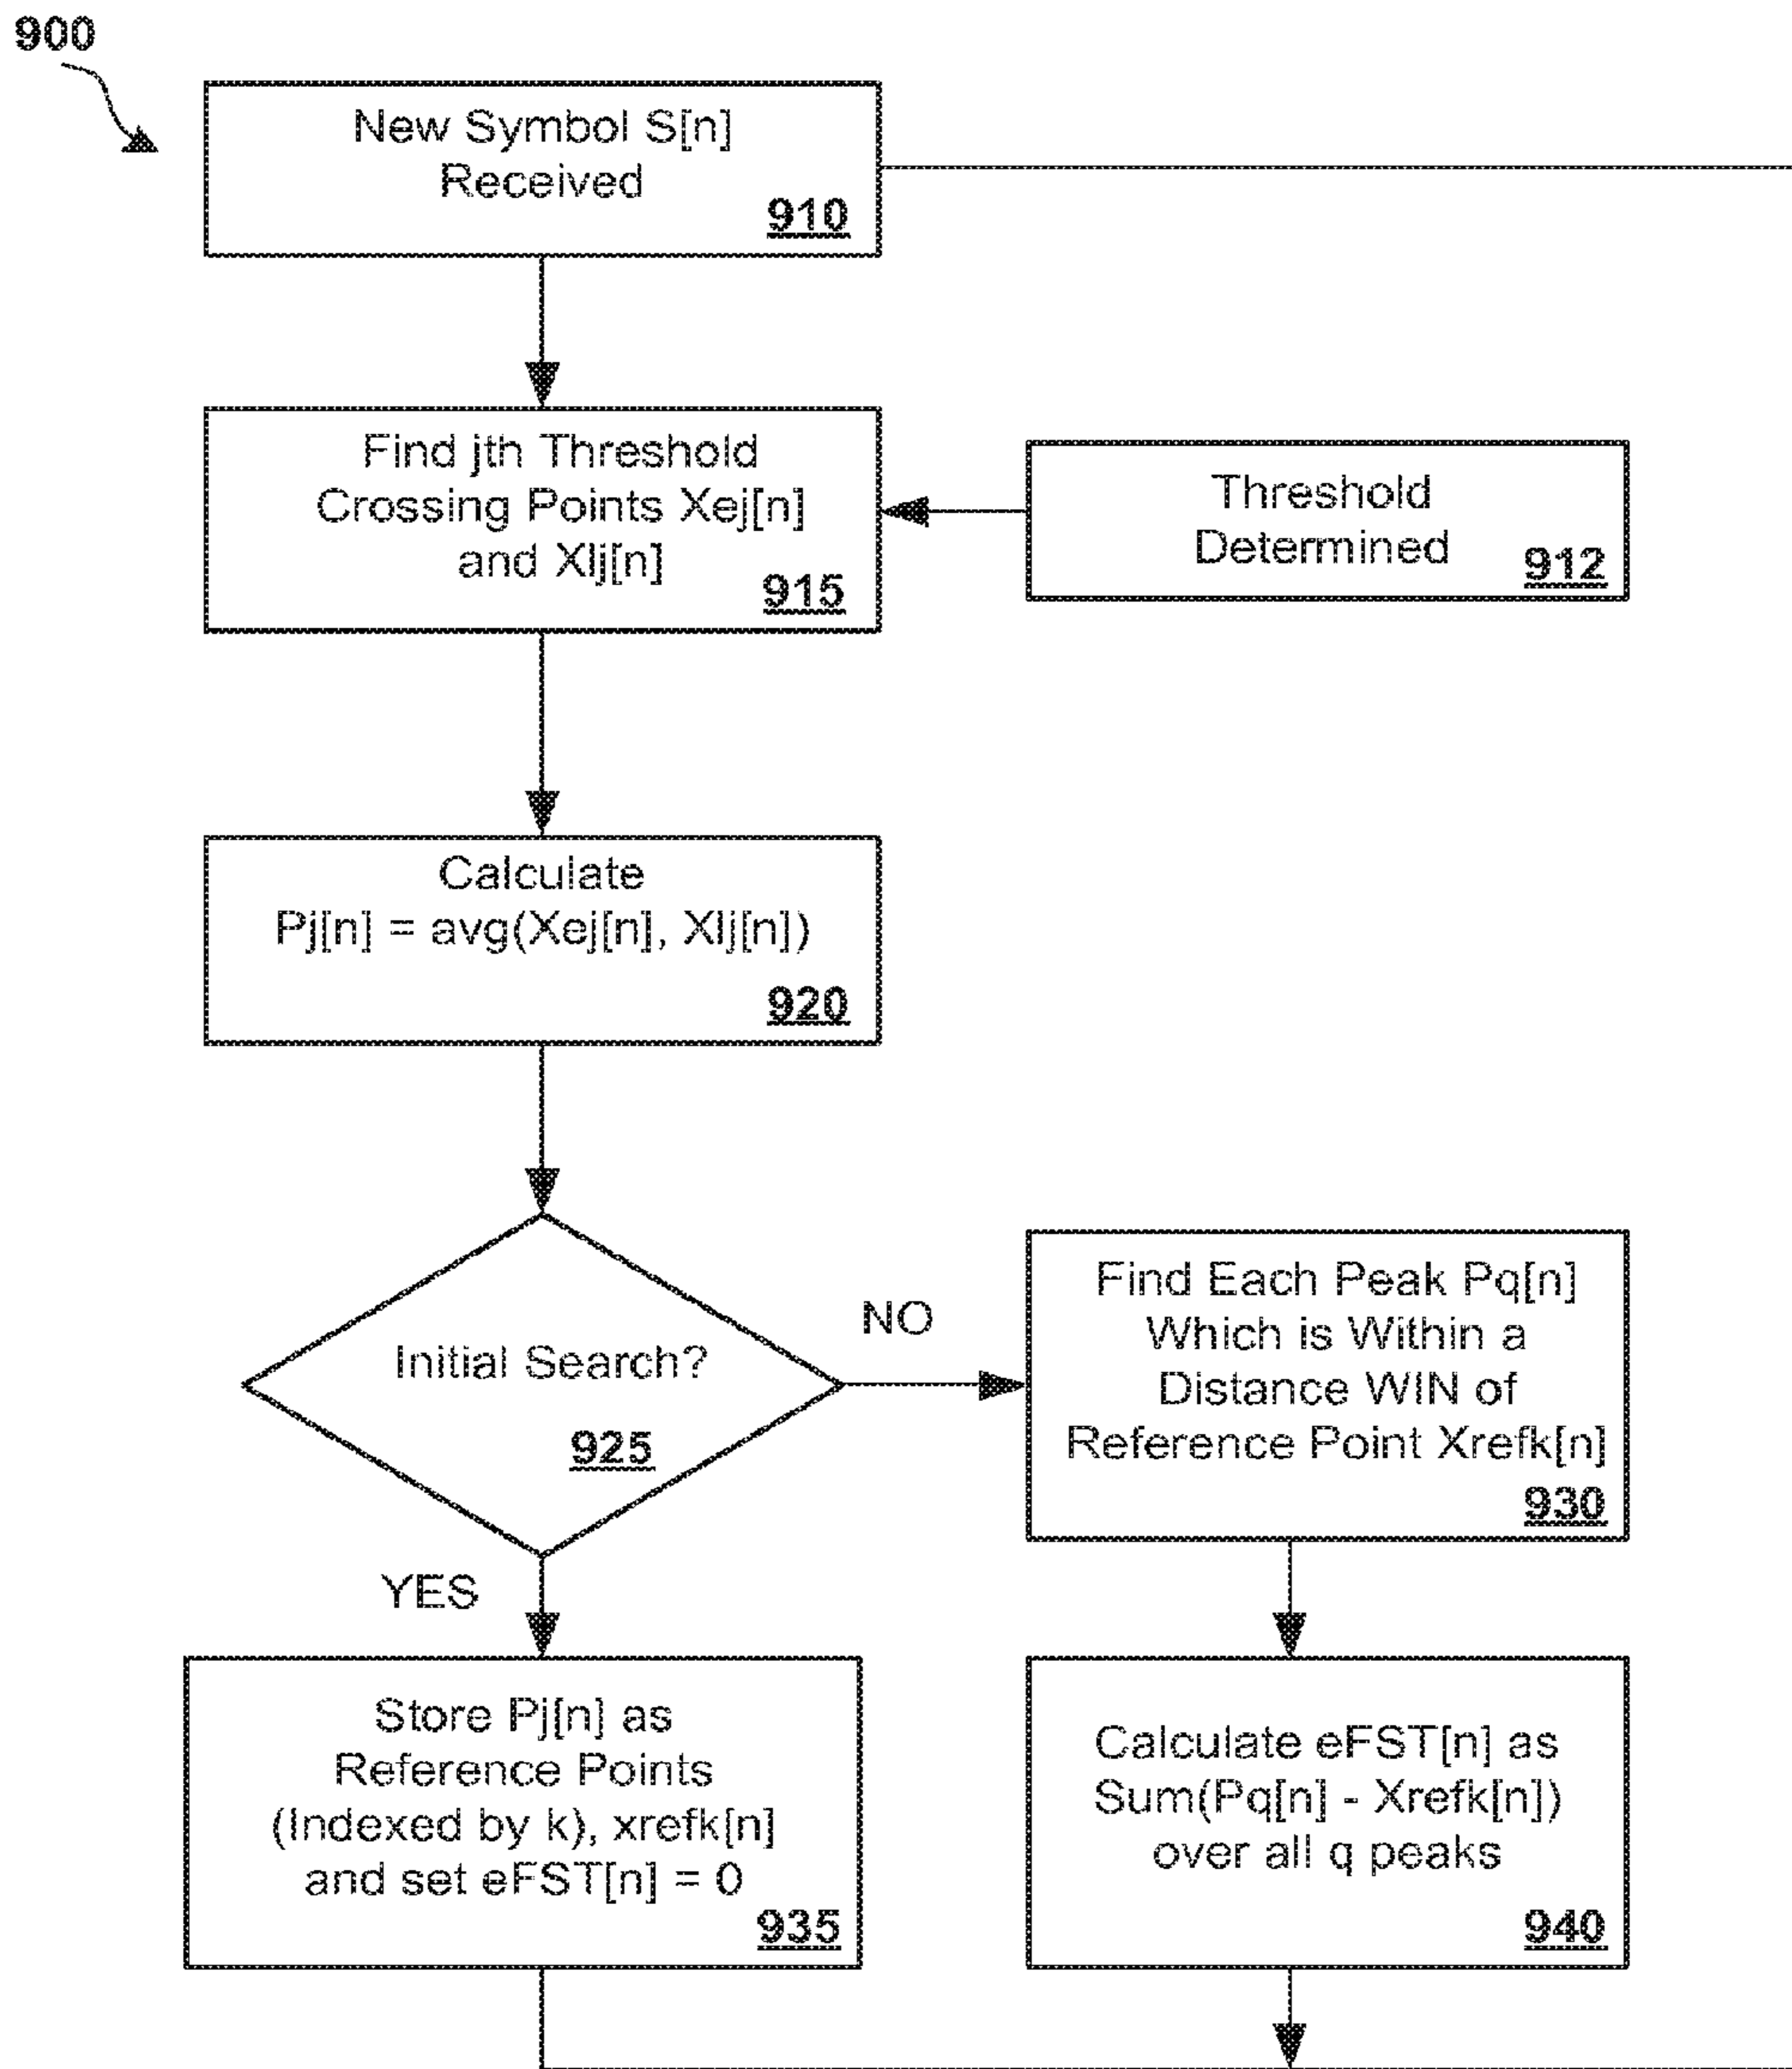 900
New Symbol S[n]
Received
910
Find jth Threshold
Crossing Points Xej[n]
and Xlj[n]
915
Threshold
Determined
912
Calculate
Pj[n] = avg(Xej[n], Xlj[n])
920
Initial Search?
925
NO
YES
Find Each Peak Pq[n]
Which is Within a
Distance WIN of
Reference Point Xrefk[n]
930
Store Pj[n] as
Reference Points
(Indexed by k), xrefk[n]
and set eFST[n] = 0
935
Calculate eFST[n] as
Sum(Pq[n] - Xrefk[n])
over all q peaks
940